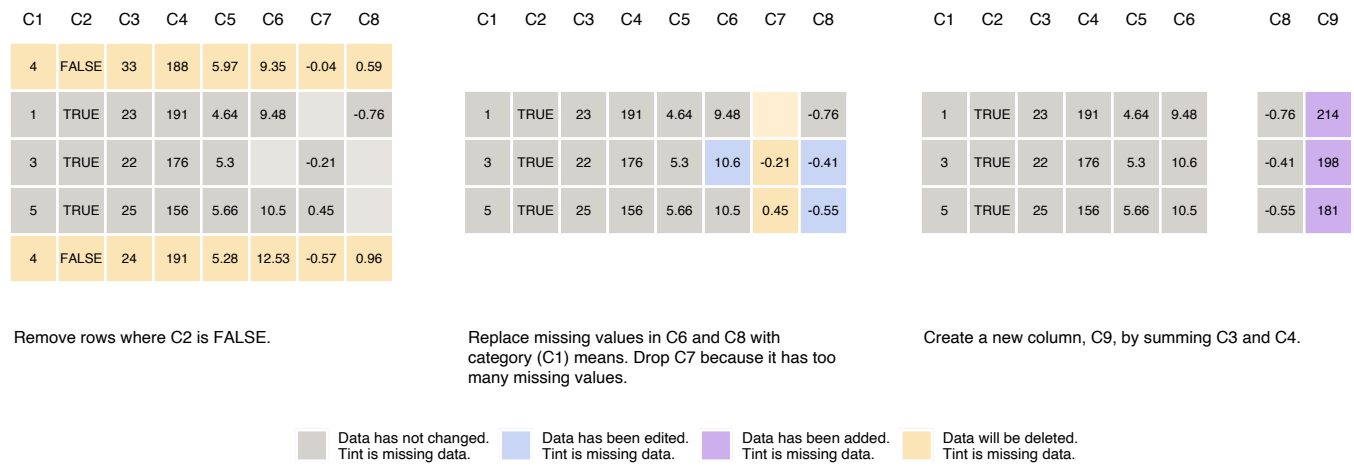 C1 C2 C3 C4 C5 C6 C7 C8
4 FALSE 33 188 5.97 9.35 -0.04 0.59
1 TRUE 23 191 4.64 9.48 -0.76
3 TRUE 22 176 5.3 -0.21
5 TRUE 25 156 5.66 10.5 0.45
4 FALSE 24 191 5.28 12.53 -0.57 0.96
Remove rows where C2 is FALSE.
C1 C2 C3 C4 C5 C6 C7 C8
1 TRUE 23 191 4.64 9.48 -0.76
3 TRUE 22 176 5.3 10.6 -0.21 -0.41
5 TRUE 25 156 5.66 10.5 0.45 -0.55
Replace missing values in C6 and C8 with
category (C1) means. Drop C7 because it has too
many missing values.
C1 C2 C3 C4 C5 C6 C8 C9
1 TRUE 23 191 4.64 9.48 -0.76 214
3 TRUE 22 176 5.3 10.6 -0.41 198
5 TRUE 25 156 5.66 10.5 -0.55 181
Create a new column, C9, by summing C3 and C4.
Data has not changed.
Tint is missing data.
Data has been edited.
Tint is missing data.
Data has been added.
Tint is missing data.
Data will be deleted.
Tint is missing data.